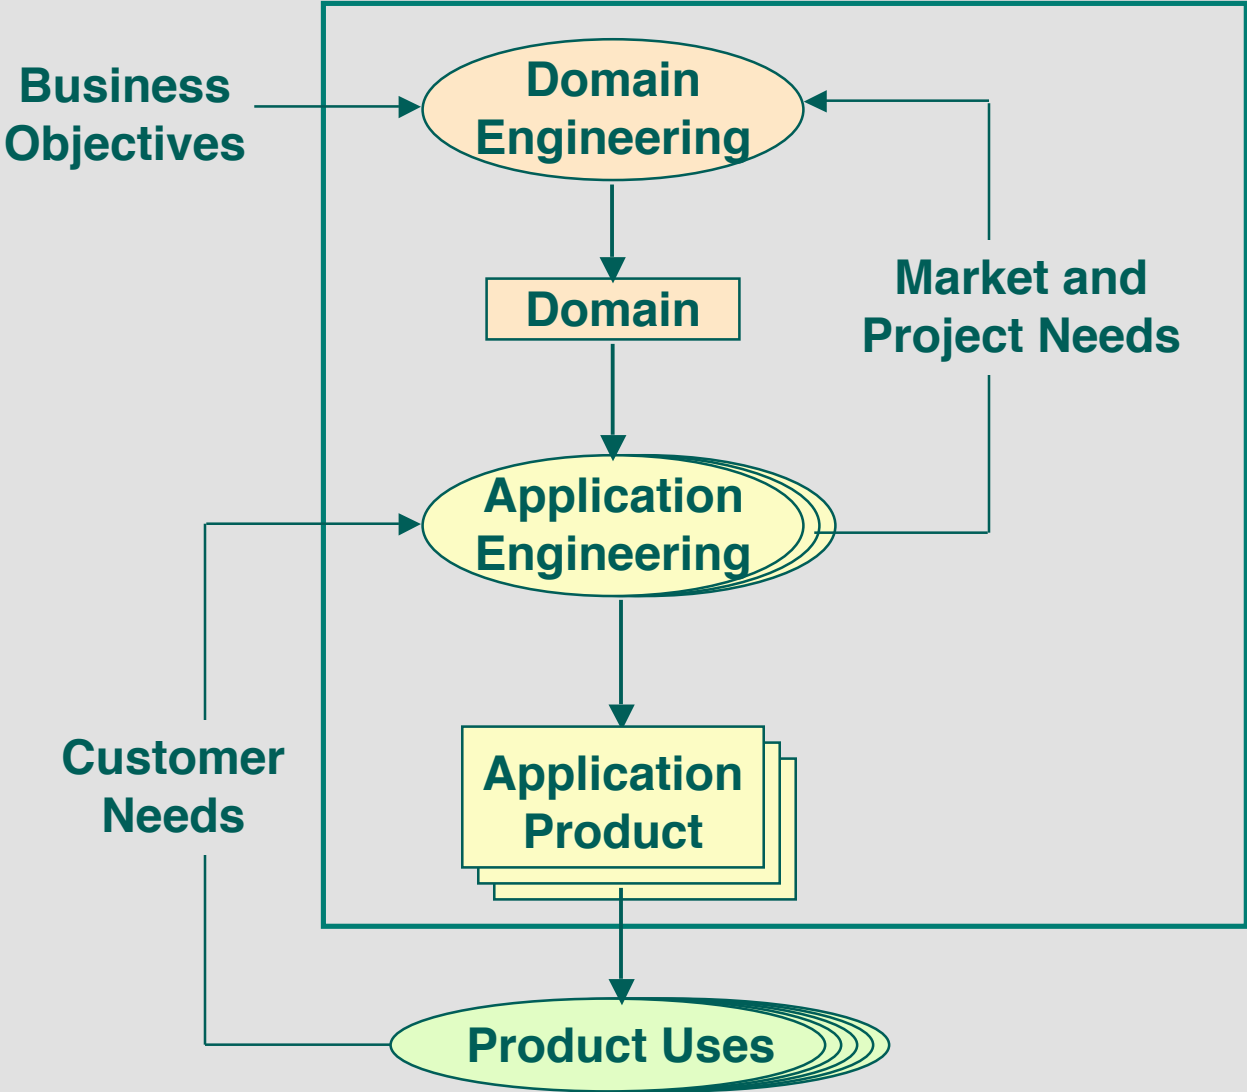 Business
Objectives
Domain
Engineering
Domain
Market and
Project Needs
Application
Engineering
Customer
Needs
Application
Product
Product Uses